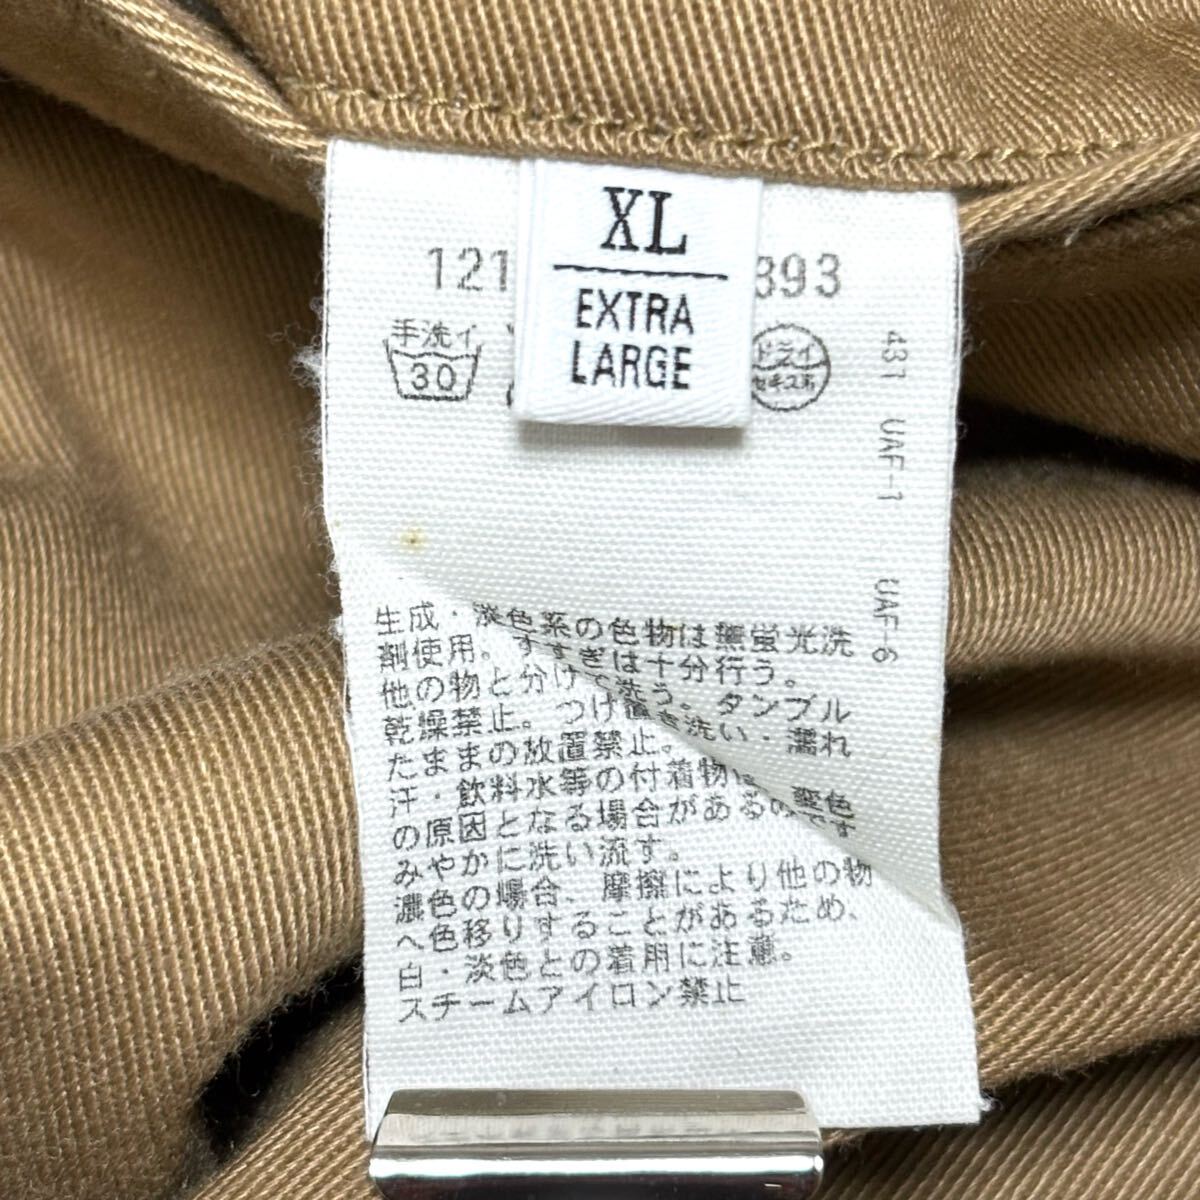 XL
EXTRA
LARGE
121
393
手洗イ
30
ドライ
セキユ系
431 UAF-1 UAF-6
生成・淡色系の色物は無蛍光洗
剤使用。すすぎは十分行う。
他の物と分けて洗う。タンブル
乾燥禁止。つけ置き洗い・濡れ
たままの放置禁止。
汗・飲料水等の付着物は、変色
の原因となる場合があるのです
みやかに洗い流す。
濃色の場合、摩擦により他の物
へ色移りすることがあるため、
白・淡色との着用に注意。
スチームアイロン禁止